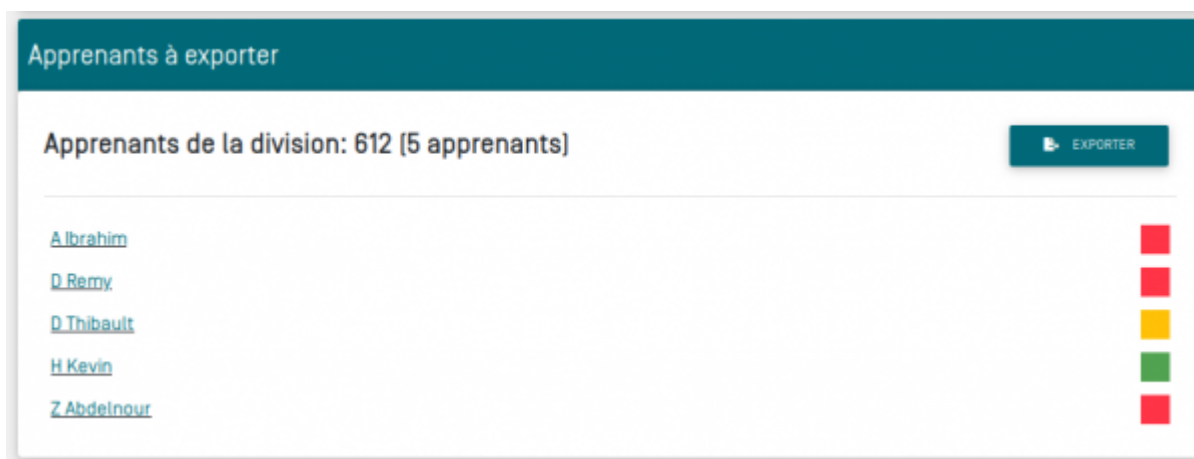 Apprenants à exporter
Apprenants de la division: 612 (5 apprenants)
EXPORTER
A Ibrahim
D Remy
D Thibault
H Kevin
Z Abdelnour